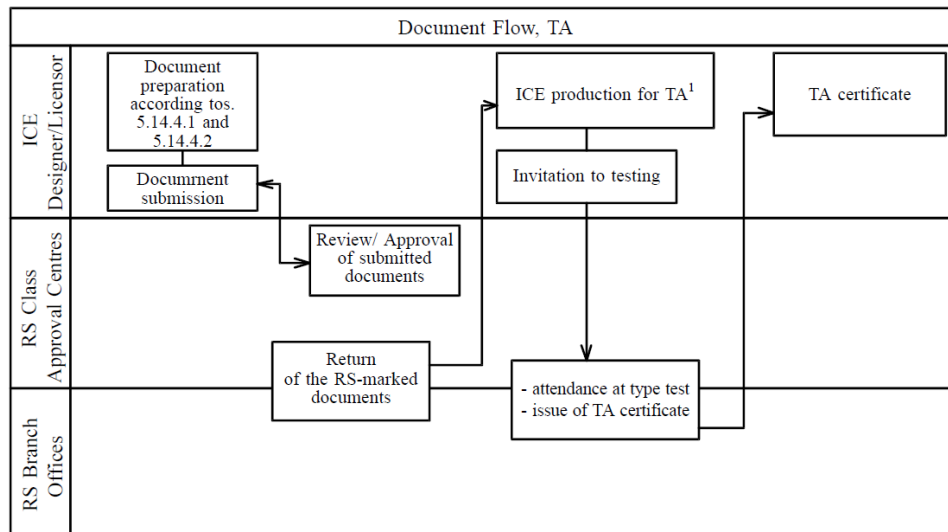 Document Flow, TA
ICE
Designer/Licensor
Document
preparation
according tos.
5.14.4.1 and
5.14.4.2
Documrnent
submission
ICE production for TA¹
Invitation to testing
TA certificate
RS Class
Approval Centres
Review/ Approval
of submitted
documents
Return
of the RS-marked
documents
- attendance at type test
- issue of TA certificate
RS Branch
Offices